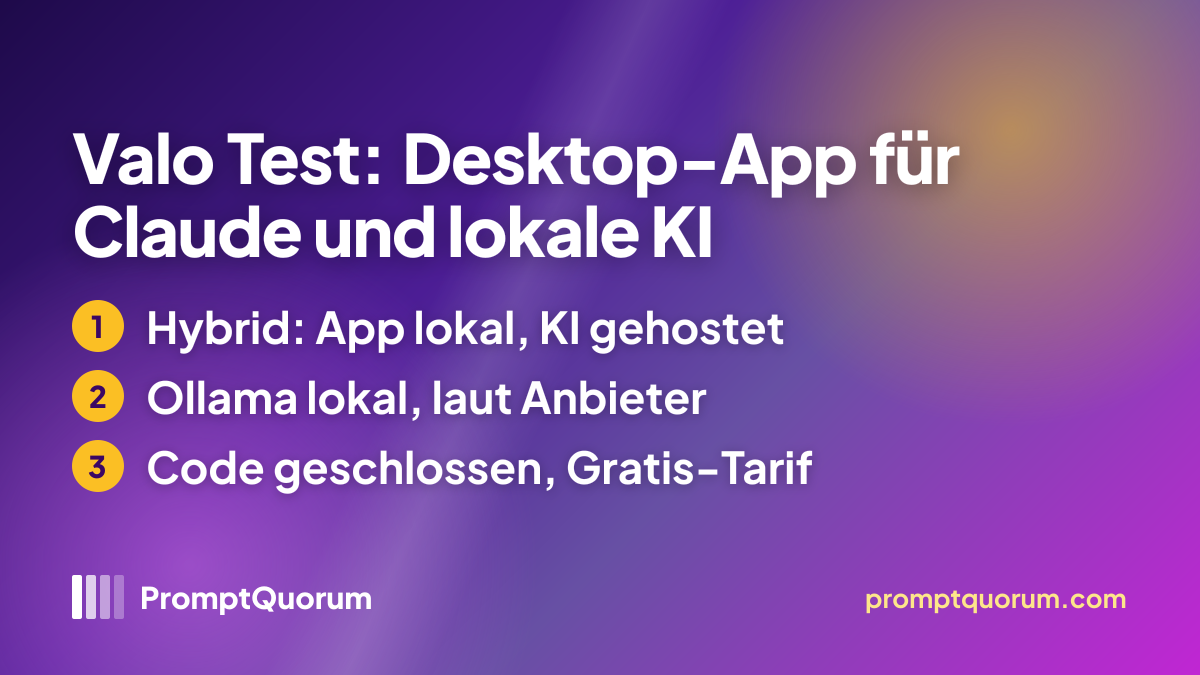 Valo Test: Desktop-App für
Claude und lokale KI
1 Hybrid: App lokal, KI gehostet
2 Ollama lokal, laut Anbieter
3 Code geschlossen, Gratis-Tarif
PromptQuorum
promptquorum.com